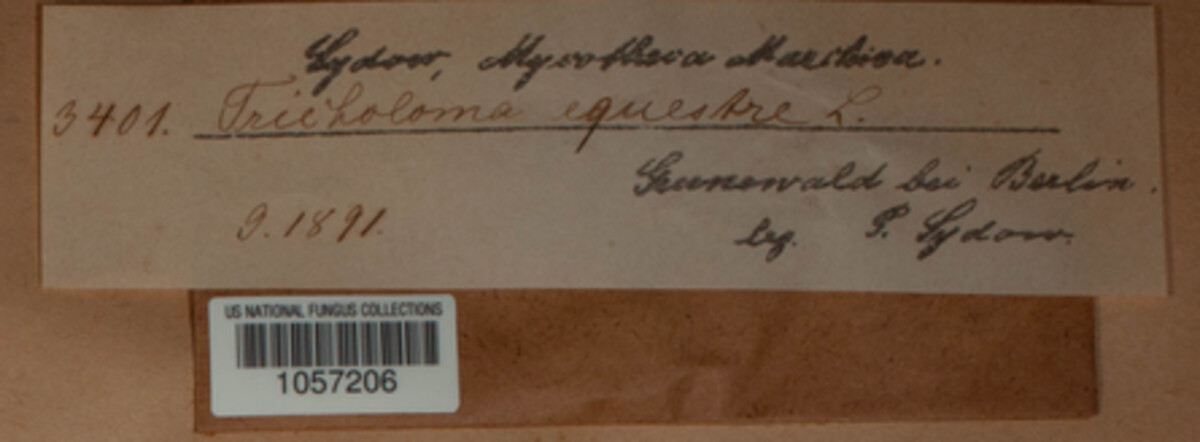 Sydow, Mycotheca Marchica.
3401. Tricholoma equestre L.
Grunewald bei Berlin.
9.1891.
leg. P. Sydow.
US NATIONAL FUNGUS COLLECTIONS
1057206